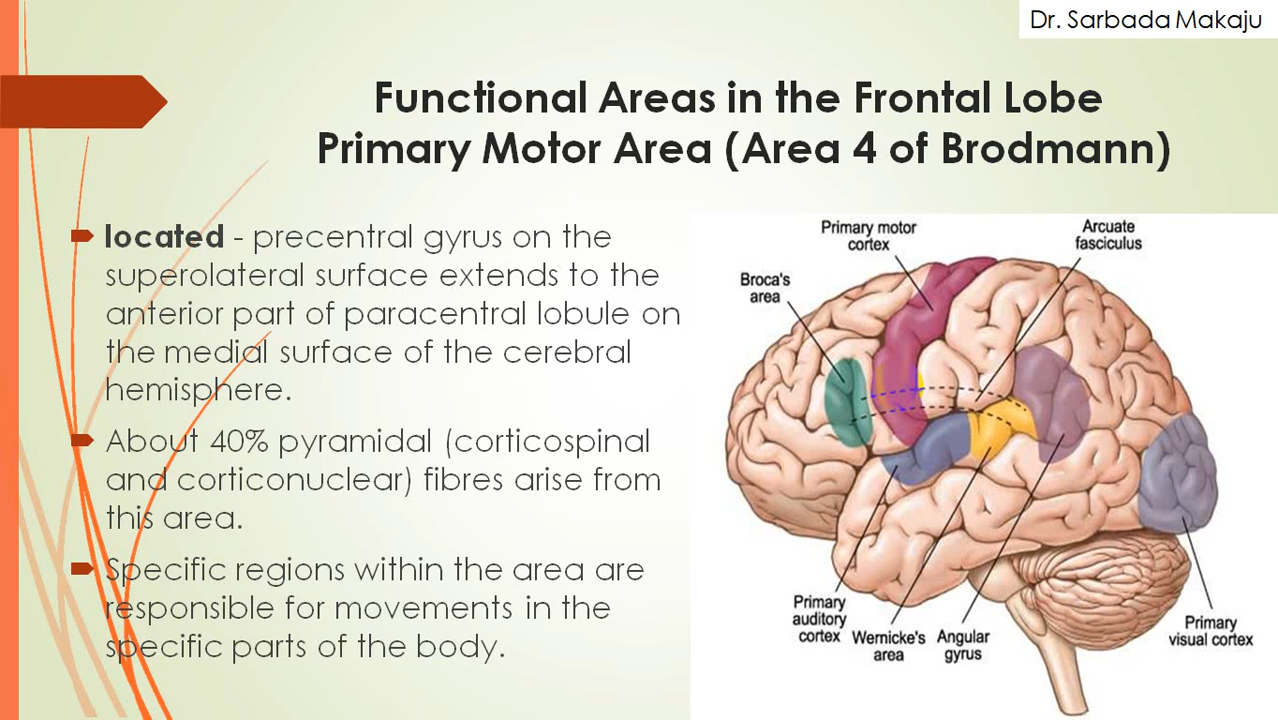 Dr. Sarbada Makaju
Functional Areas in the Frontal Lobe
Primary Motor Area (Area 4 of Brodmann)
located - precentral gyrus on the
superolateral surface extends to the
anterior part of paracentral lobule on
the medial surface of the cerebral
hemisphere.
About 40% pyramidal (corticospinal
and corticonuclear) fibres arise from
this area.
Specific regions within the area are
responsible for movements in the
specific parts of the body.
Primary motor
cortex
Arcuate
fasciculus
Broca's
area
Primary
auditory
cortex
Wernicke's
area
Angular
gyrus
Primary
visual cortex